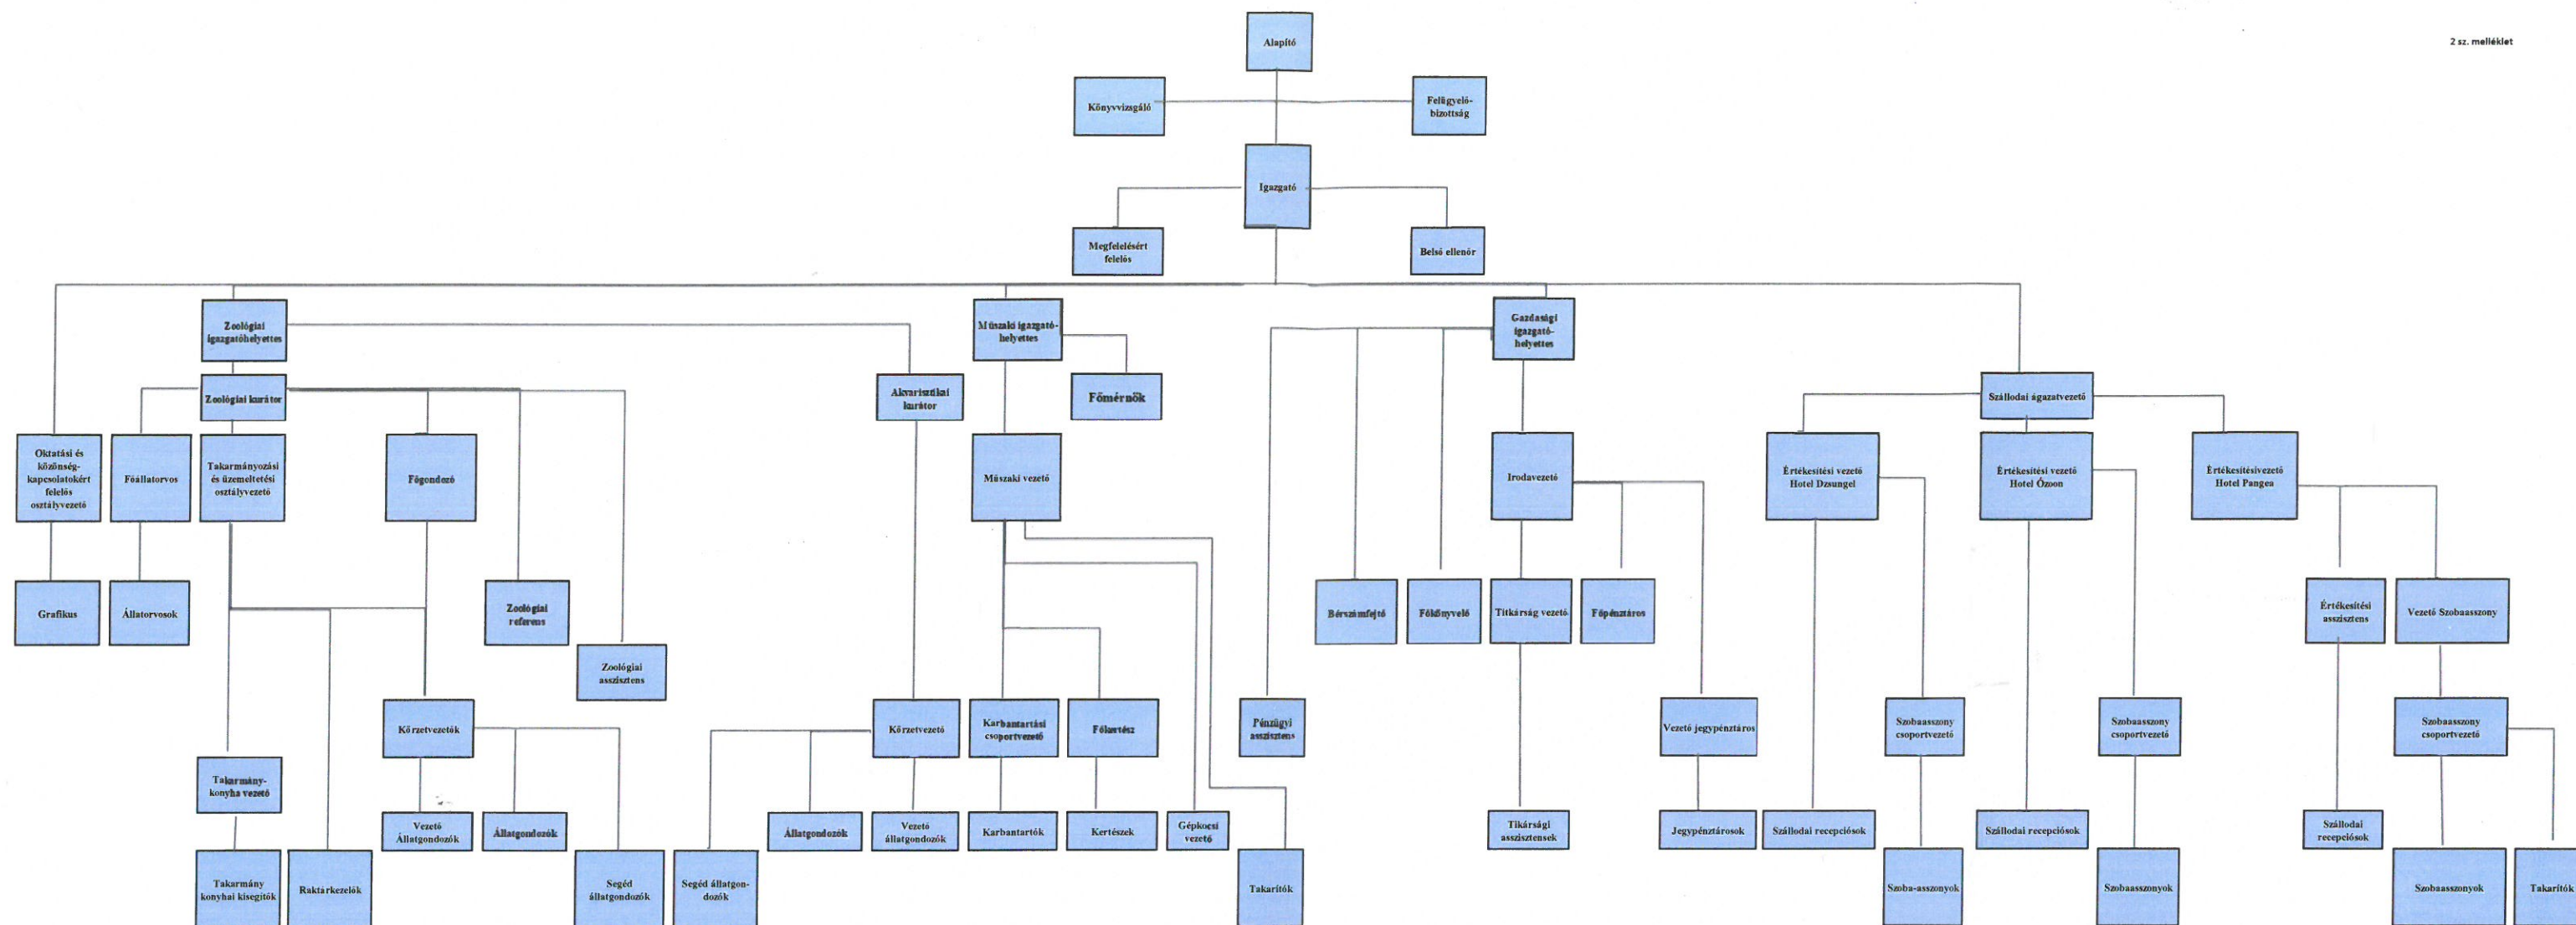 Alapító
2 sz. melléklet
Könyvvizsgáló
Felügyelő-
bizottság
Igazgató
Megfelelésért
felelős
Belső ellenőr
Zoológiai
igazgatóhelyettes
Műszaki igazgató-
helyettes
Gazdasági
igazgató-
helyettes
Zoológiai kurátor
Akvarisztikai
kurátor
Főmérnök
Szállodai ágazatvezető
Oktatási és
közönség-
kapcsolatokért
felelős
osztályvezető
Főállatorvos
Takarmányozási
és üzemeltetési
osztályvezető
Főgondozó
Műszaki vezető
Irodavezető
Értékesítési vezető
Hotel Dzsungel
Értékesítési vezető
Hotel Ózoon
Értékesítésivezető
Hotel Pangea
Grafikus
Állatorvosok
Zoológiai
referens
Bérszámfejtő
Főkönyvelő
Titkárság vezető
Főpénztáros
Értékesítési
asszisztens
Vezető Szobaasszony
Zoológiai
asszisztens
Körzetvezetők
Körzetvezető
Karbantartási
csoportvezető
Főkertész
Pénzügyi
asszisztens
Vezető jegypénztáros
Szobaasszony
csoportvezető
Szobaasszony
csoportvezető
Szobaasszony
csoportvezető
Takarmány-
konyha vezető
Vezető
Állatgondozók
Állatgondozók
Állatgondozók
Vezető
állatgondozók
Karbantartók
Kertészek
Gépkocsi
vezető
Tikársági
asszisztensek
Jegypénztárosok
Szállodai recepciósok
Szállodai recepciósok
Szállodai
recepciósok
Takarmány
konyhai kisegítők
Raktárkezelők
Segéd
állatgondozók
Segéd állatgon-
dozók
Takarítók
Szoba-asszonyok
Szobaasszonyok
Szobaasszonyok
Takarítók